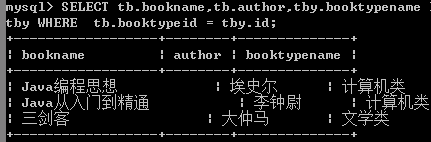 mysql> SELECT tb.bookname,tb.author,tby.booktypename
tby WHERE  tb.booktypeid = tby.id;
+------------------+--------+--------------+
| bookname         | author | booktypename |
+------------------+--------+--------------+
| Java编程思想 | 埃史尔 | 计算机类
| Java从入门到精通 | 李钟尉 | 计算机类
| 三剑客 | 大仲马 | 文学类
+------------------+--------+--------------+